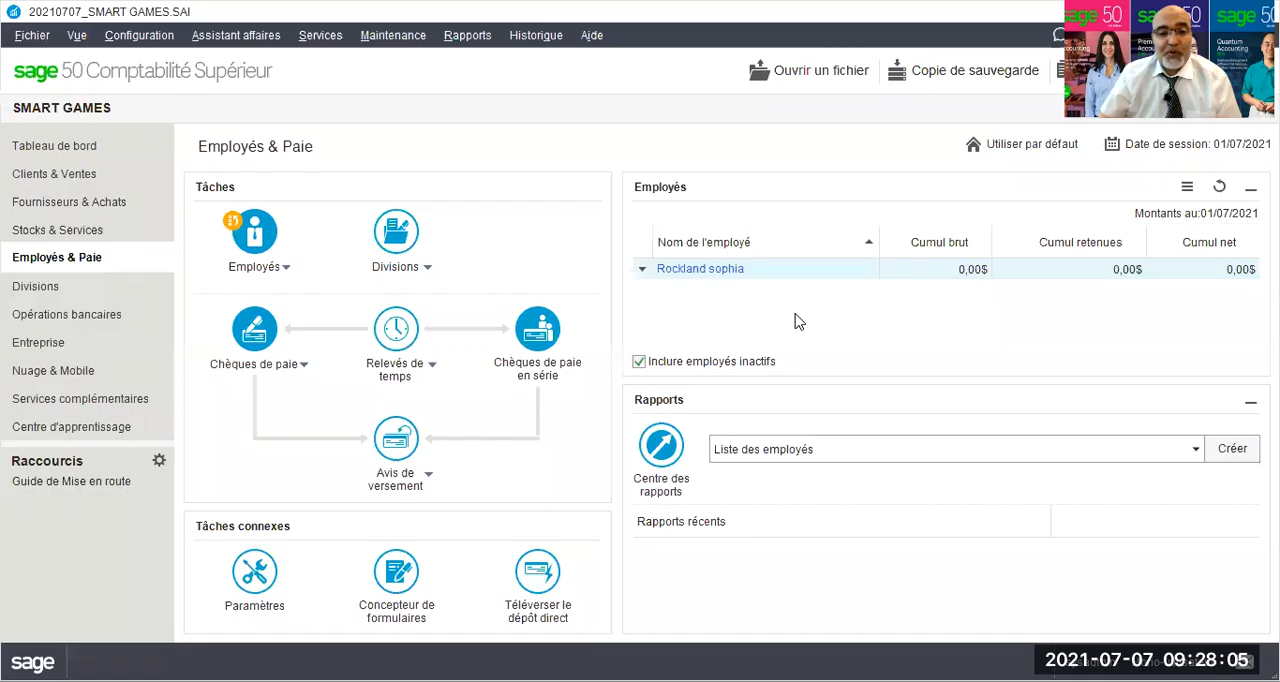 20210707_SMART GAMES.SAI
Fichier Vue Configuration Assistant affaires Services Maintenance Rapports Historique Aide
sage 50 Comptabilité Supérieur
Ouvrir un fichier
Copie de sauvegarde
sage 50
Accounting
Quantum
Accounting
SMART GAMES
Tableau de bord
Clients & Ventes
Fournisseurs & Achats
Stocks & Services
Employés & Paie
Divisions
Opérations bancaires
Entreprise
Nuage & Mobile
Services complémentaires
Centre d'apprentissage
Raccourcis
Guide de Mise en route
Employés & Paie
Utiliser par défaut
Date de session: 01/07/2021
Tâches
Employés
Divisions
Chèques de paie
Relevés de
temps
Chèques de paie
en série
Avis de
versement
Tâches connexes
Paramètres
Concepteur de
formulaires
Téléverser le
dépôt direct
Employés
Montants au:01/07/2021
Nom de l'employé Cumul brut Cumul retenues Cumul net
Rockland sophia 0,00$ 0,00$ 0,00$
Inclure employés inactifs
Rapports
Centre des
rapports
Liste des employés
Créer
Rapports récents
sage
2021-07-07 09:28:05